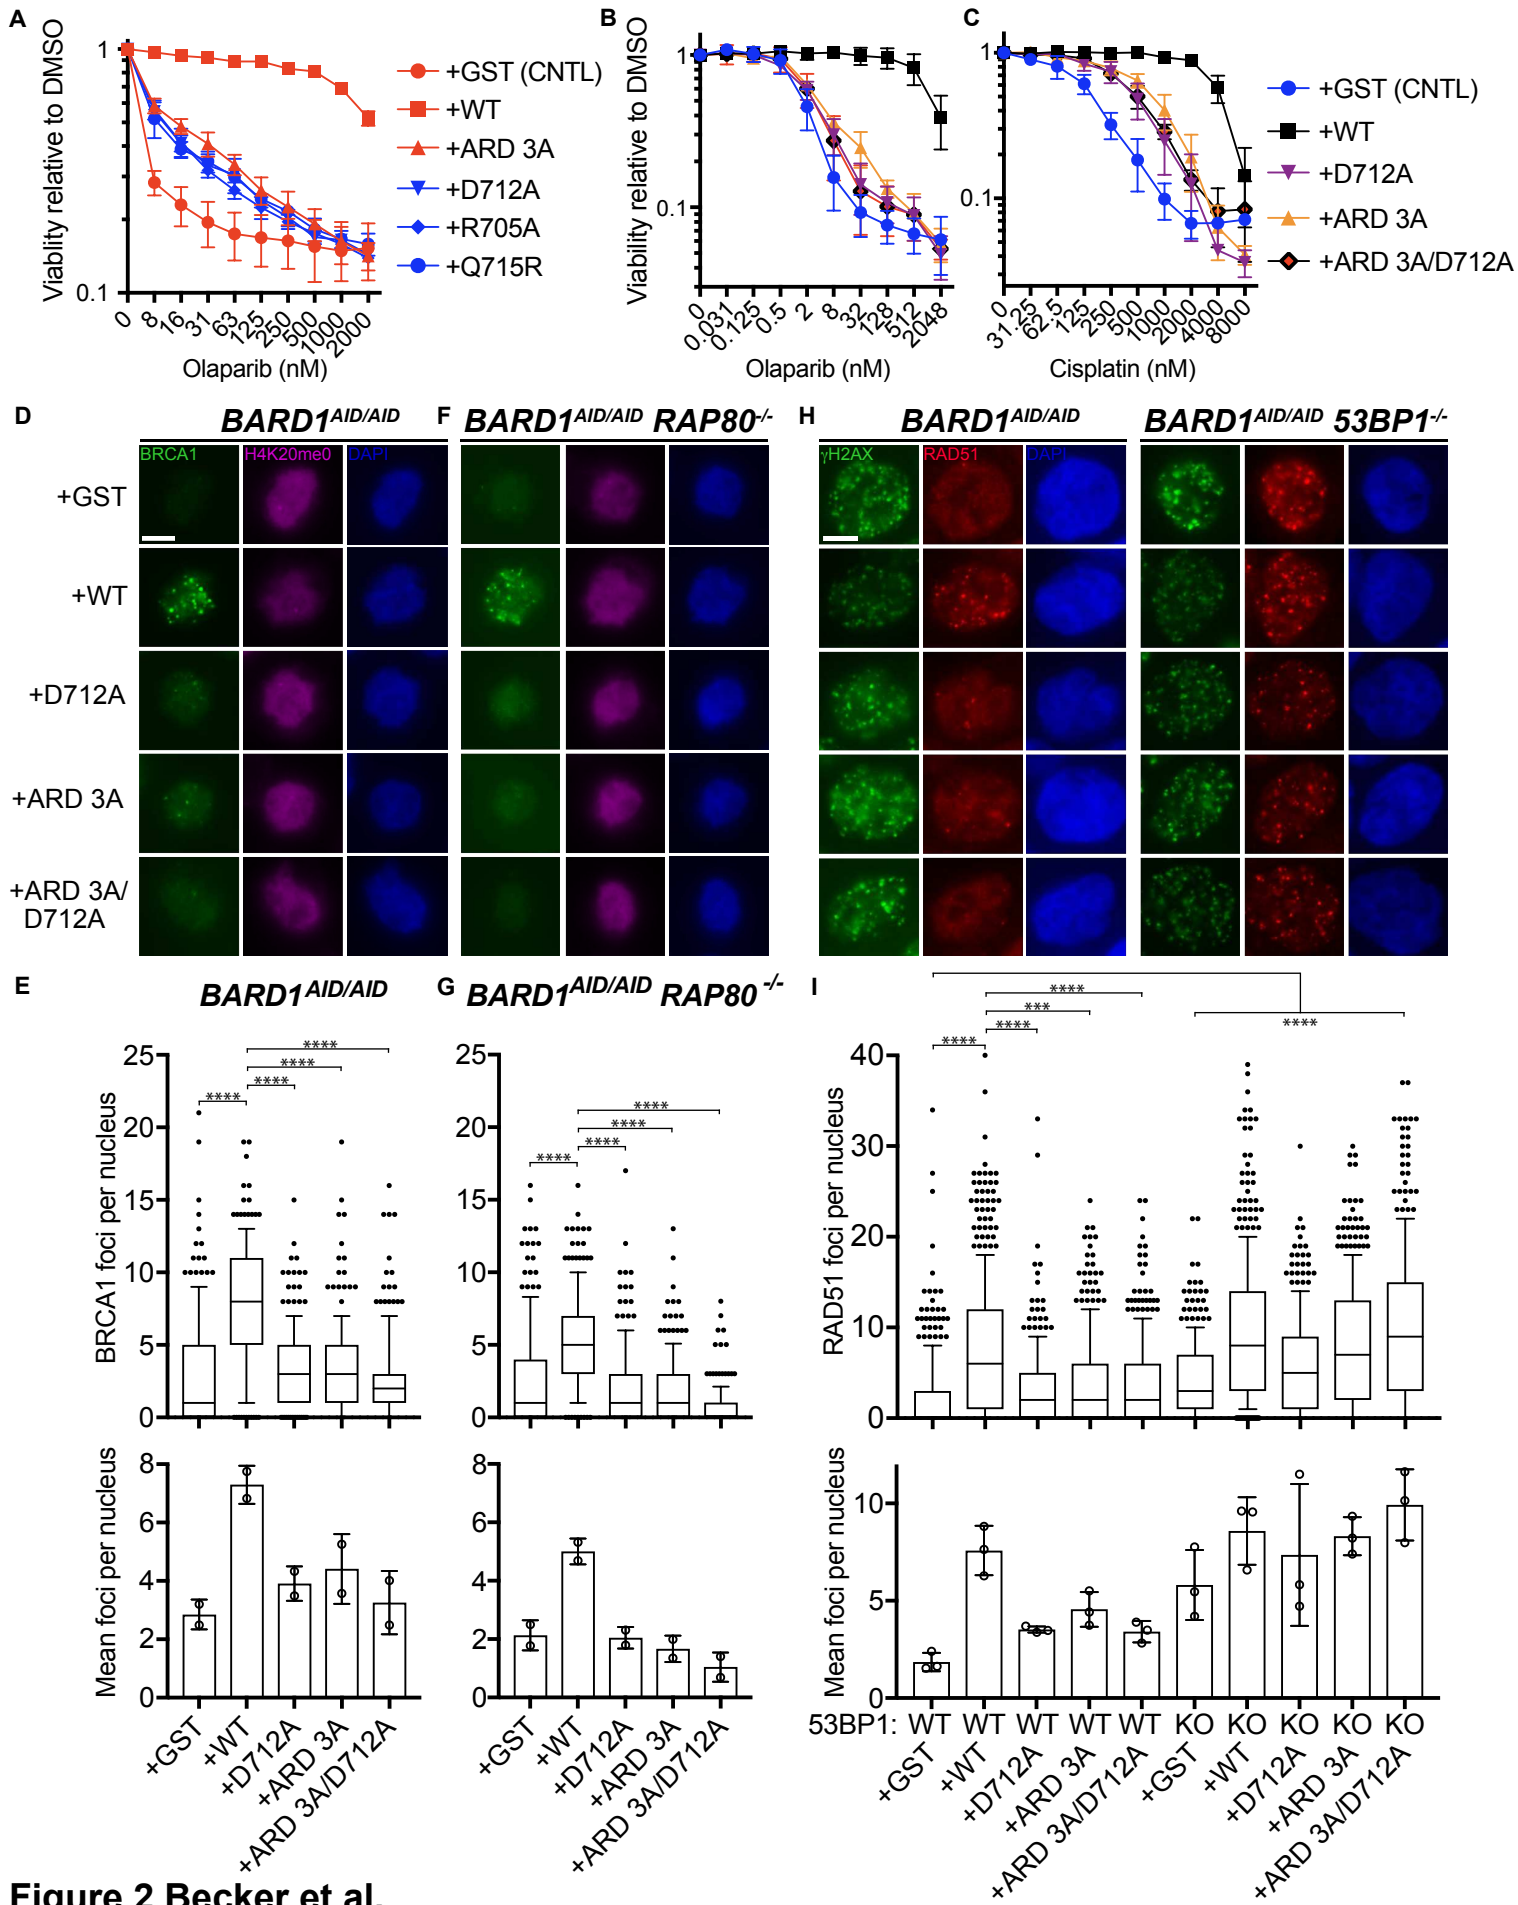 A
B
C
Viablity relative to DMSO
1
0.1
0
8
16
31
63
125
250
5000
1000
20000
Olaparib (nM)
+GST (CNTL)
+WT
+ARD 3A
+D712A
+R705A
+Q715R
Viability relative to DMSO
1
0.1
0
0.031
0.125
0.5
2
8
32
128
512
2048
Olaparib (nM)
1
0.1
0
31.25
62.5
125
250
500
1000
2000
4000
8000
Cisplatin (nM)
+GST (CNTL)
+WT
+D712A
+ARD 3A
+ARD 3A/D712A
D
BARD1AID/AID
F
BARD1AID/AID RAP80-/-
H
BARD1AID/AID
BARD1AID/AID 53BP1-/-
BRCA1
H4K20me0
DAPI
γH2AX
RAD51
DAPI
+GST
+WT
+D712A
+ARD 3A
+ARD 3A/
D712A
E
BARD1AID/AID
G
BARD1AID/AID RAP80 -/-
I
BRCA1 foci per nucleus
25
20
15
10
5
0
****
****
****
****
25
20
15
10
5
0
****
****
****
****
RAD51 foci per nucleus
40
30
20
10
0
****
***
****
****
****
Mean foci per nucleus
8
6
4
2
0
+GST
+WT
+D712A
+ARD 3A
+ARD 3A/D712A
8
6
4
2
0
+GST
+WT
+D712A
+ARD 3A
+ARD 3A/D712A
Mean foci per nucleus
10
5
0
53BP1: WT WT WT WT WT KO KO KO KO KO
+GST
+WT
+D712A
+ARD 3A
+ARD 3A/D712A
+GST
+WT
+D712A
+ARD 3A
+ARD 3A/D712A
Figure 2 Becker et al.